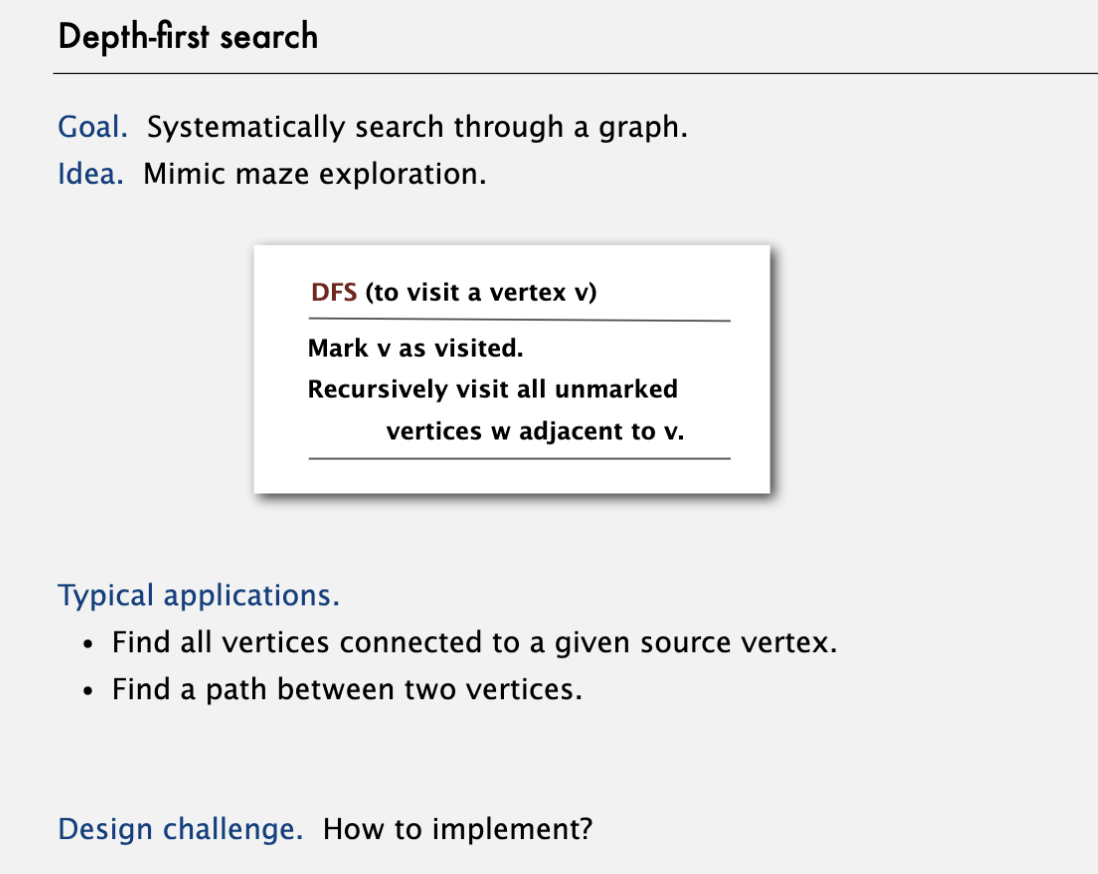 Depth-first search
Goal. Systematically search through a graph.
Idea. Mimic maze exploration.
DFS (to visit a vertex v)
Mark v as visited.
Recursively visit all unmarked
vertices w adjacent to v.
Typical applications.
• Find all vertices connected to a given source vertex.
• Find a path between two vertices.
Design challenge. How to implement?